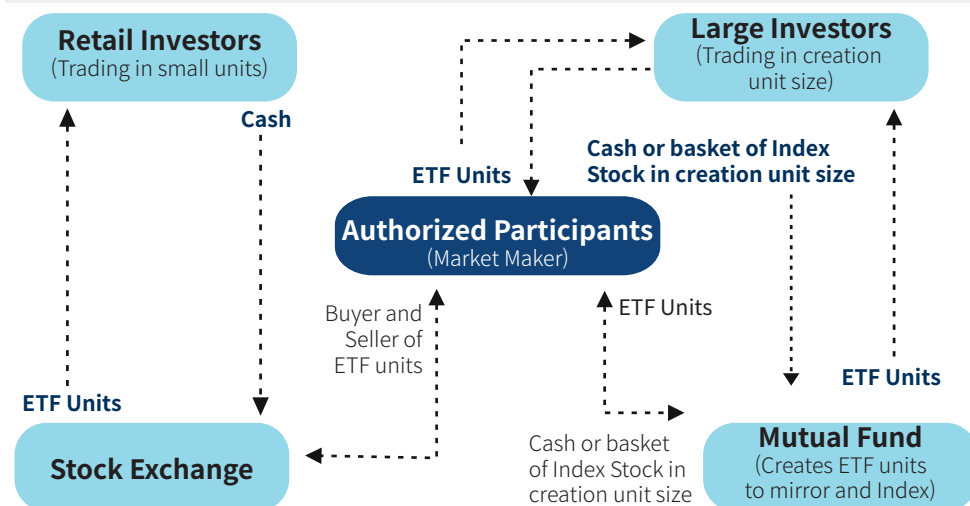 Retail Investors
(Trading in small units)
Large Investors
(Trading in creation
unit size)
Cash
Cash or basket of Index
Stock in creation unit size
ETF Units
Authorized Participants
(Market Maker)
Buyer and
Seller of
ETF units
ETF Units
ETF Units
ETF Units
Stock Exchange
Cash or basket
of Index Stock in
creation unit size
Mutual Fund
(Creates ETF units
to mirror and Index)